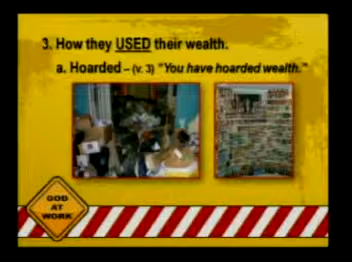 3. How they USED their wealth.
a. Hoarded – (v. 3) "You have hoarded wealth."
GOD
AT
WORK